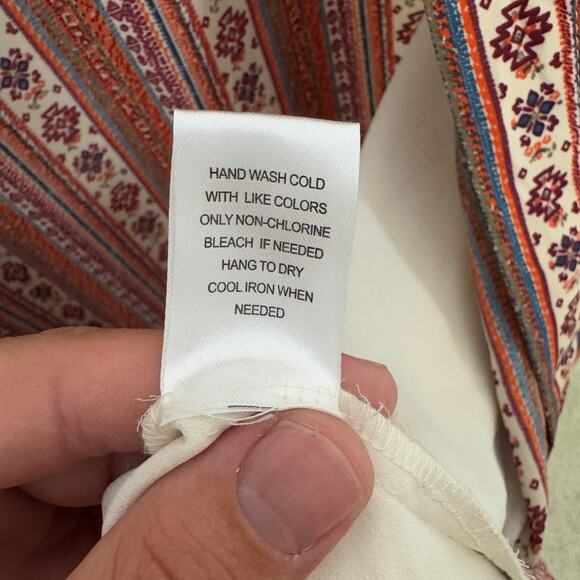 HAND WASH COLD
WITH LIKE COLORS
ONLY NON-CHLORINE
BLEACH IF NEEDED
HANG TO DRY
COOL IRON WHEN
NEEDED